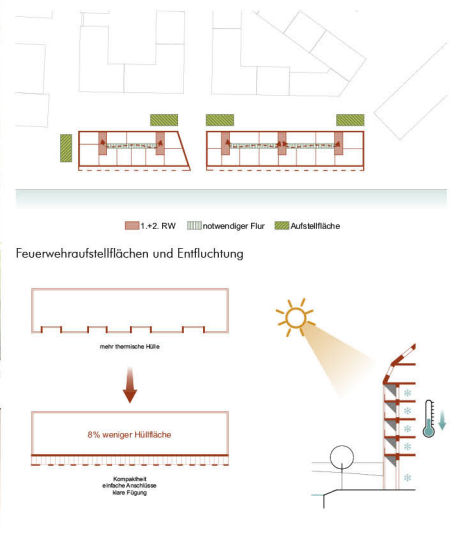 1.+2. RW notwendiger Flur Aufstellfläche
Feuerwehraufstellflächen und Entfluchtung
mehr thermische Hülle
8% weniger Hüllfläche
Kompaktheit
einfache Anschlüsse
klare Fügung